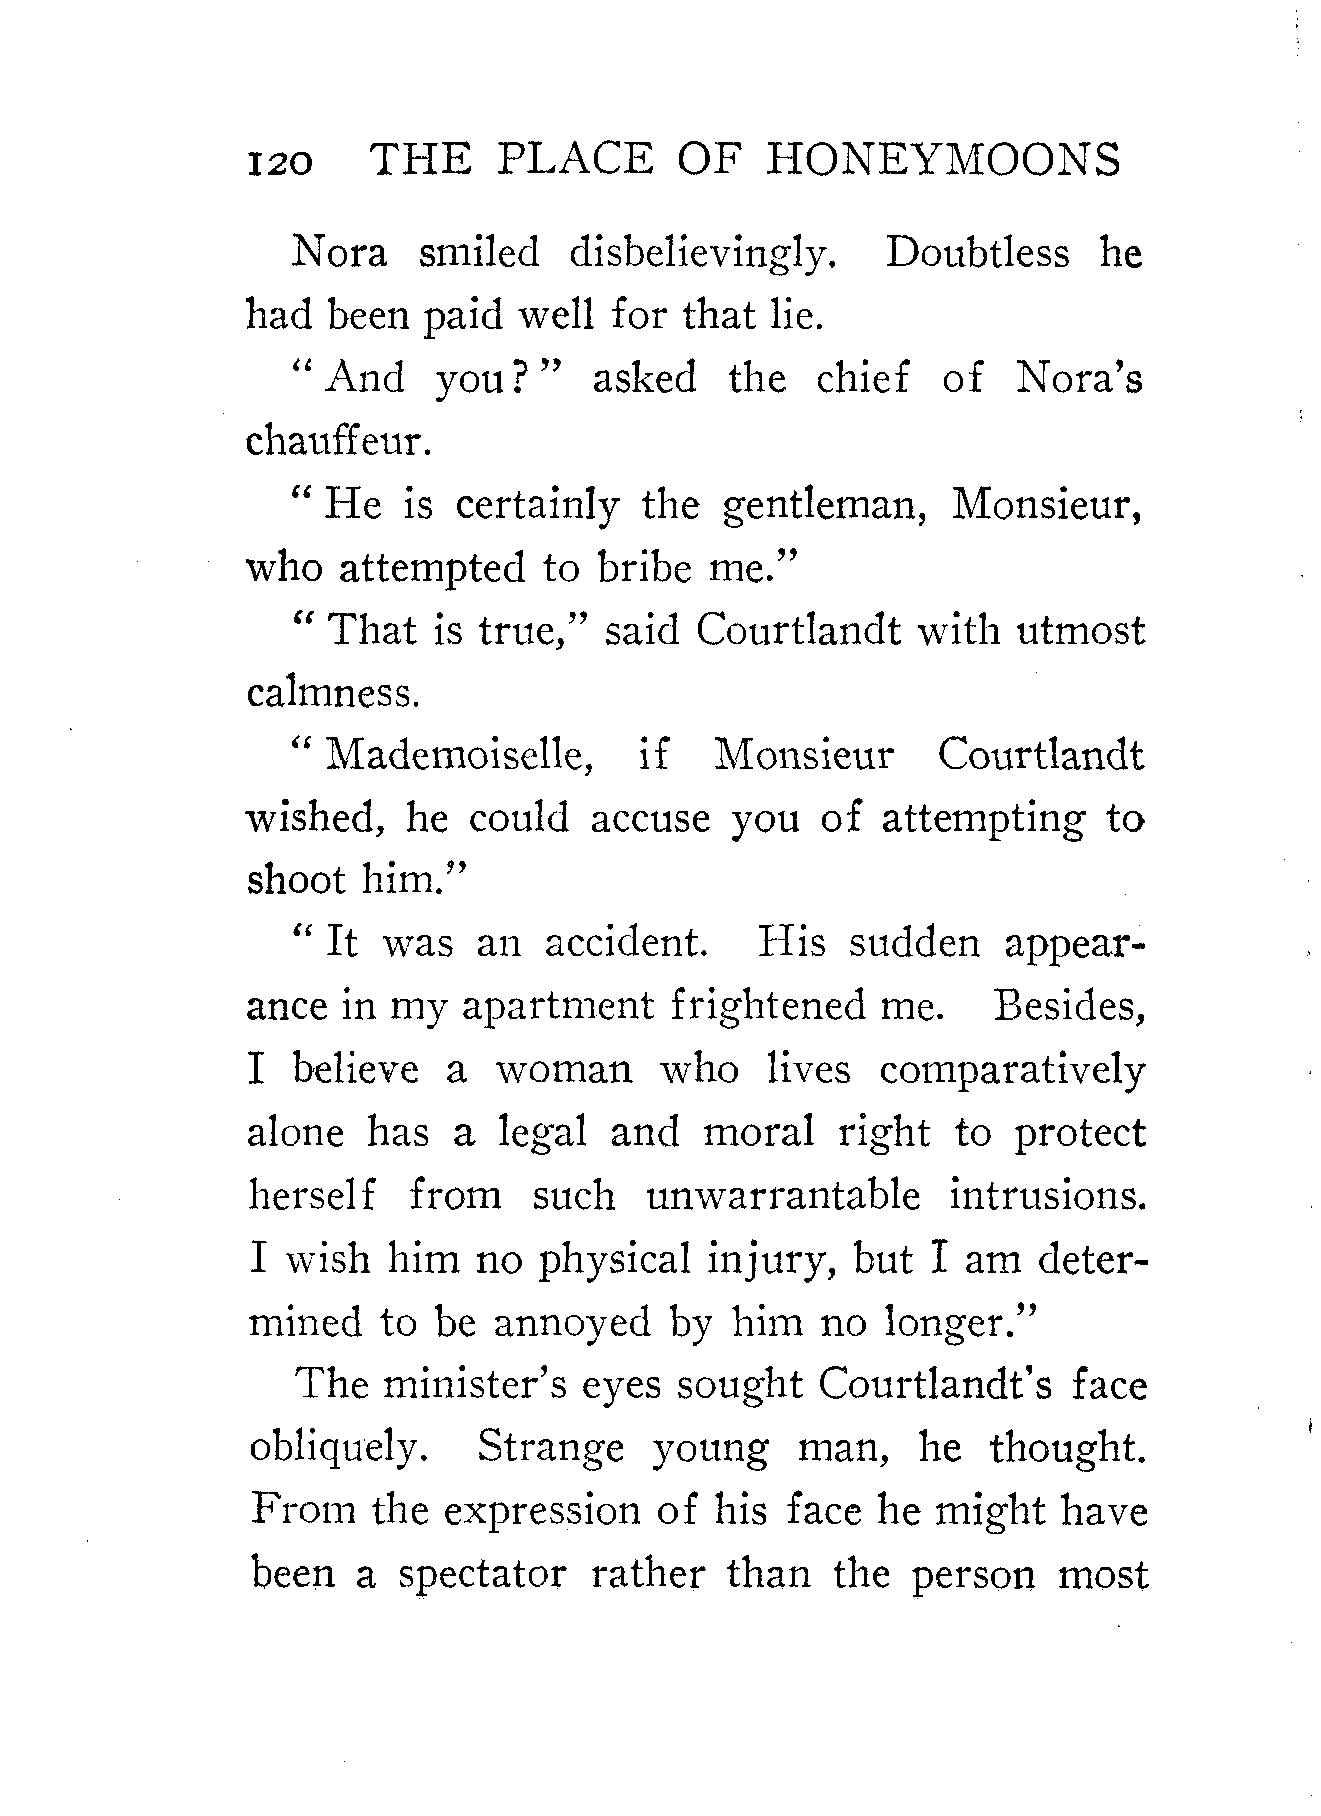 120 THE PLACE OF HONEYMOONS
Nora smiled disbelievingly. Doubtless he
had been paid well for that lie.
“ And you? ” asked the chief of Nora’s
chauffeur.
“ He is certainly the gentleman, Monsieur,
who attempted to bribe me.”
“ That is true,” said Courtlandt with utmost
calmness.
“ Mademoiselle, if Monsieur Courtlandt
wished, he could accuse you of attempting to
shoot him.”
“ It was an accident. His sudden appear-
ance in my apartment frightened me. Besides,
I believe a woman who lives comparatively
alone has a legal and moral right to protect
herself from such unwarrantable intrusions.
I wish him no physical injury, but I am deter-
mined to be annoyed by him no longer.”
The minister’s eyes sought Courtlandt’s face
obliquely. Strange young man, he thought.
From the expression of his face he might have
been a spectator rather than the person most